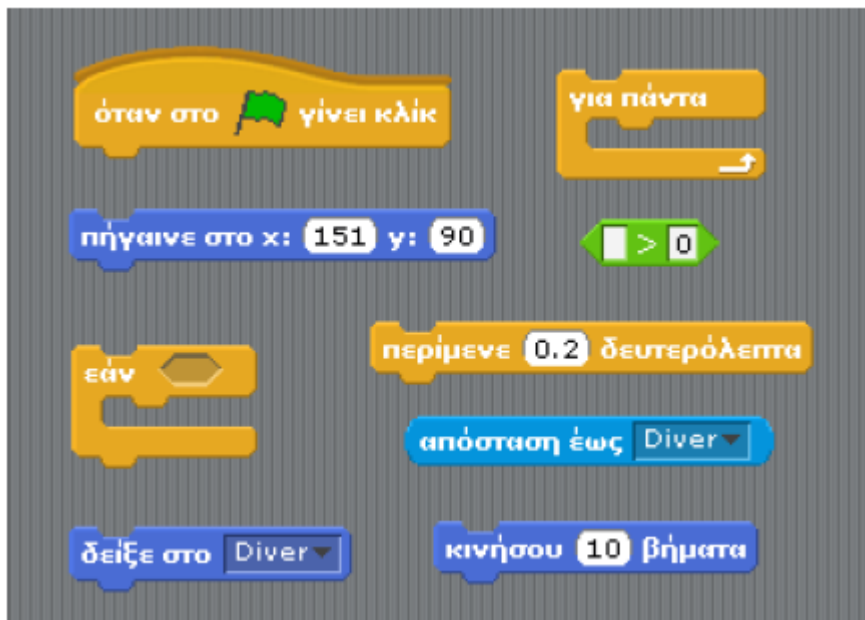 όταν στο γίνει κλίκ
για πάντα
πήγαινε στο x: 151 y: 90
> 0
εάν
περίμενε 0.2 δευτερόλεπτα
απόσταση έως Diver
δείξε στο Diver
κινήσου 10 βήματα